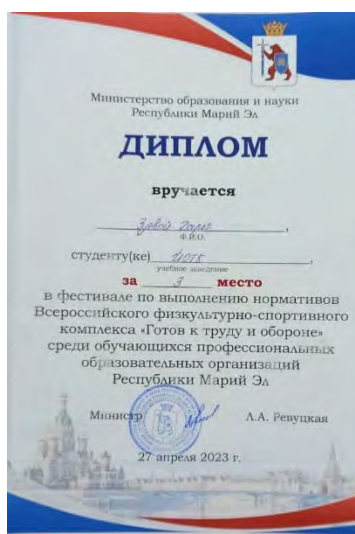 Министерство образования и науки
Республики Марий Эл
ДИПЛОМ
вручается
Ф.И.О.
студенту(ке)
учебное заведение
за 3 место
в фестивале по выполнению нормативов
Всероссийского физкультурно-спортивного
комплекса «Готов к труду и обороне»
среди обучающихся профессиональных
образовательных организаций
Республики Марий Эл
Министр Л.А. Ревуцкая
27 апреля 2023 г.